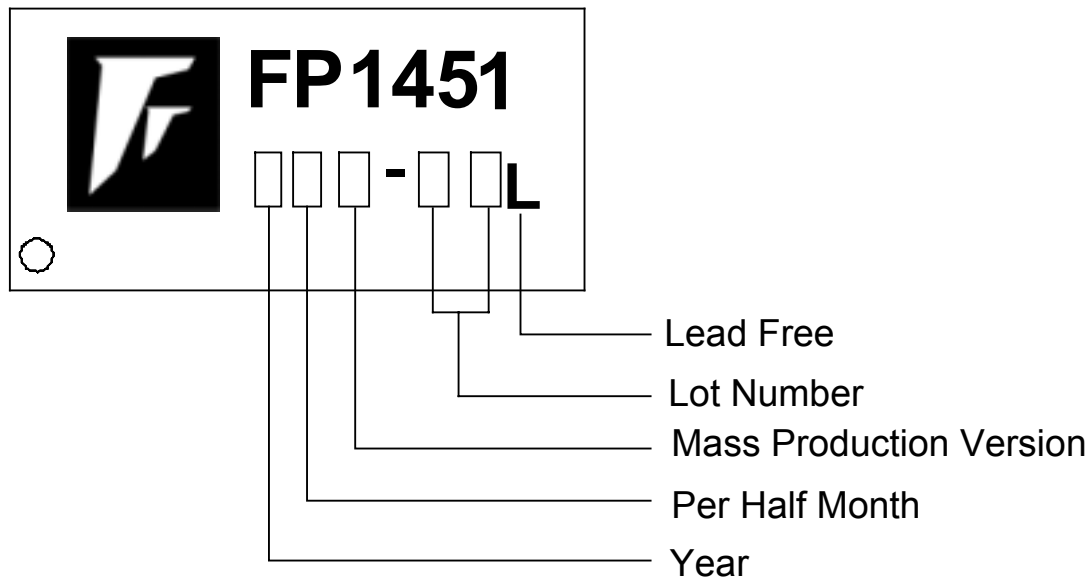 FP1451
- L
Lead Free
Lot Number
Mass Production Version
Per Half Month
Year